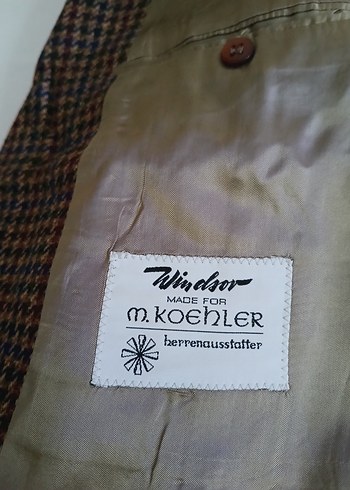 Windsor
MADE FOR
m. KOEHLER
herrenausstatter